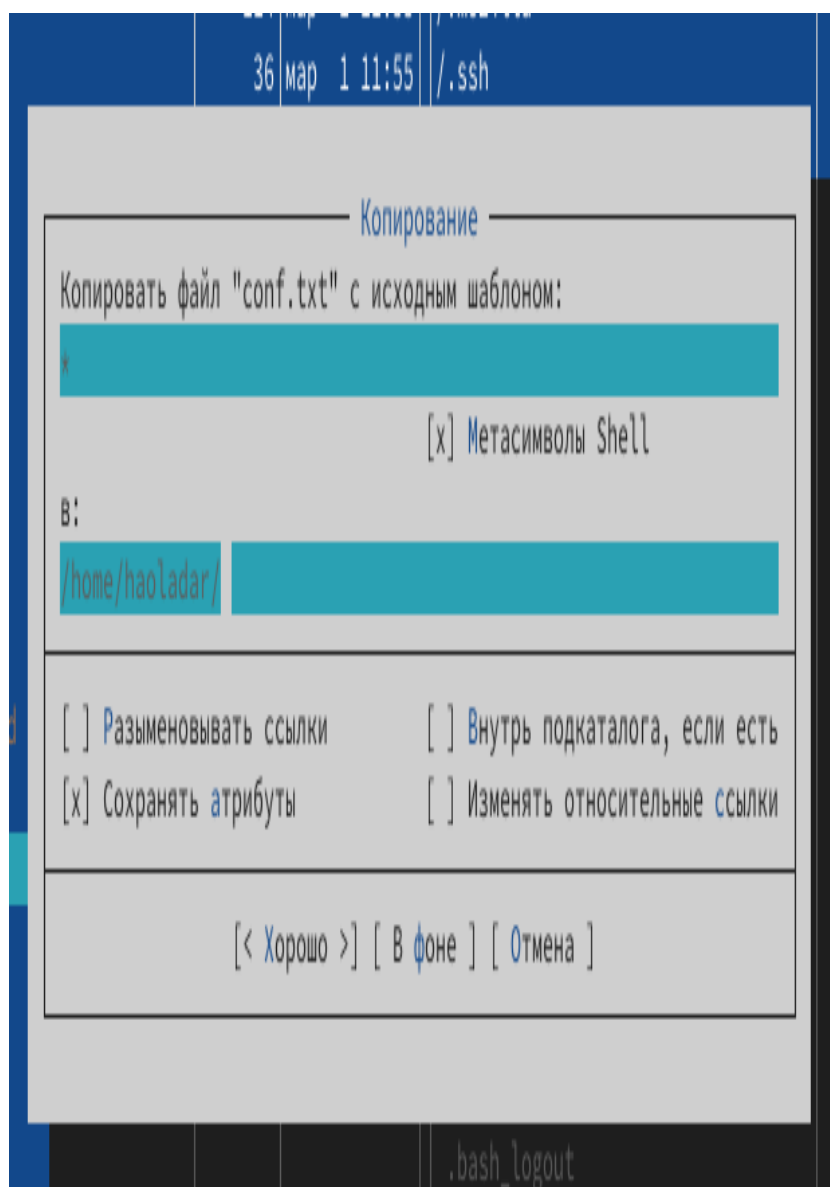 36 мар 1 11:55 /.ssh
Копирование
Копировать файл "conf.txt" с исходным шаблоном:
*
[x] Метасимволы Shell
в:
/home/haoladar/
[ ] Разыменовывать ссылки [ ] Внутрь подкаталога, если есть
[x] Сохранять атрибуты [ ] Изменять относительные ссылки
[< Хорошо >] [ В фоне ] [ Отмена ]
.bash_logout